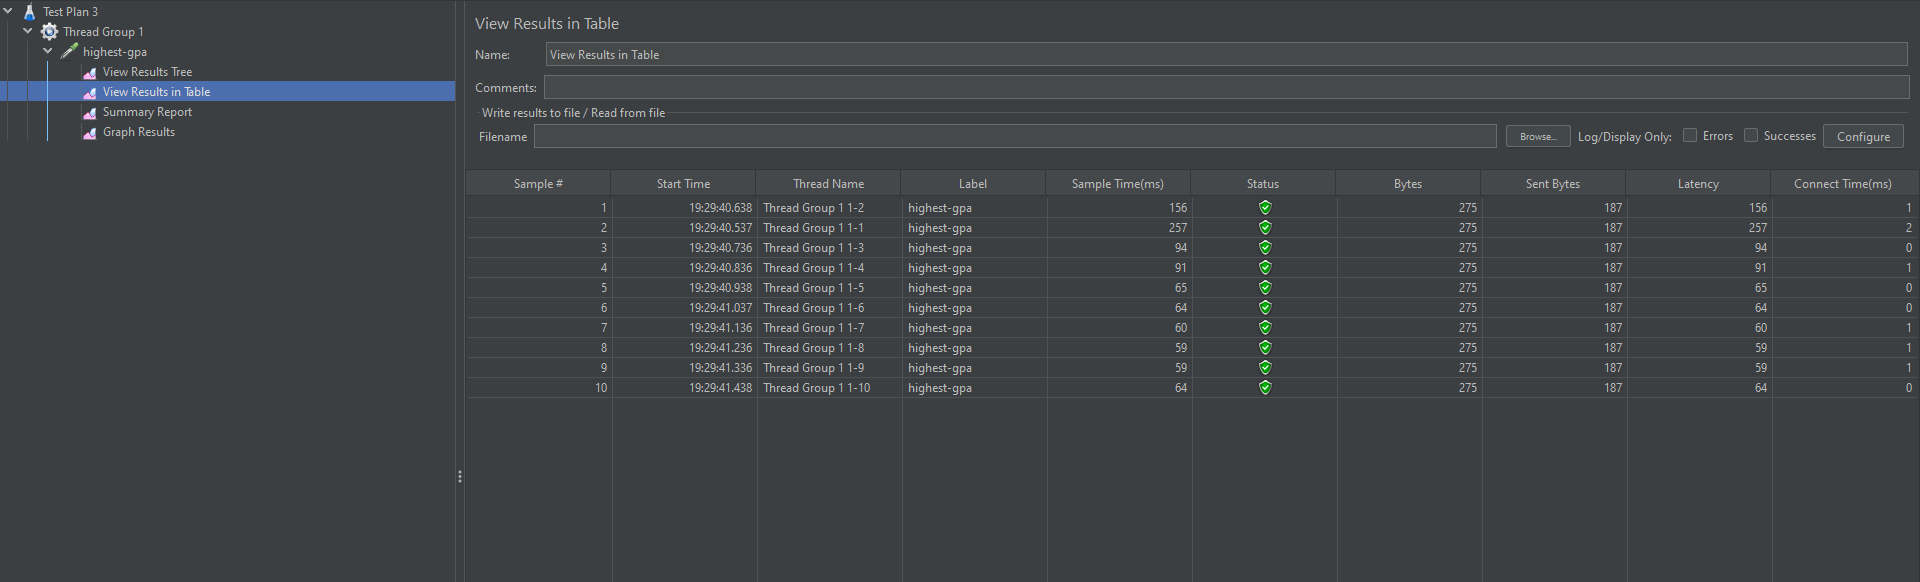 Test Plan 3
Thread Group 1
highest-gpa
View Results Tree
View Results in Table
Summary Report
Graph Results
View Results in Table
Name: View Results in Table
Comments:
Write results to file / Read from file
Filename Browse... Log/Display Only: Errors Successes Configure
Sample # Start Time Thread Name Label Sample Time(ms) Status Bytes Sent Bytes Latency Connect Time(ms)
1 19:29:40.638 Thread Group 1 1-2 highest-gpa 156 275 187 156 1
2 19:29:40.537 Thread Group 1 1-1 highest-gpa 257 275 187 257 2
3 19:29:40.736 Thread Group 1 1-3 highest-gpa 94 275 187 94 0
4 19:29:40.836 Thread Group 1 1-4 highest-gpa 91 275 187 91 1
5 19:29:40.938 Thread Group 1 1-5 highest-gpa 65 275 187 65 0
6 19:29:41.037 Thread Group 1 1-6 highest-gpa 64 275 187 64 0
7 19:29:41.136 Thread Group 1 1-7 highest-gpa 60 275 187 60 1
8 19:29:41.236 Thread Group 1 1-8 highest-gpa 59 275 187 59 1
9 19:29:41.336 Thread Group 1 1-9 highest-gpa 59 275 187 59 1
10 19:29:41.438 Thread Group 1 1-10 highest-gpa 64 275 187 64 0